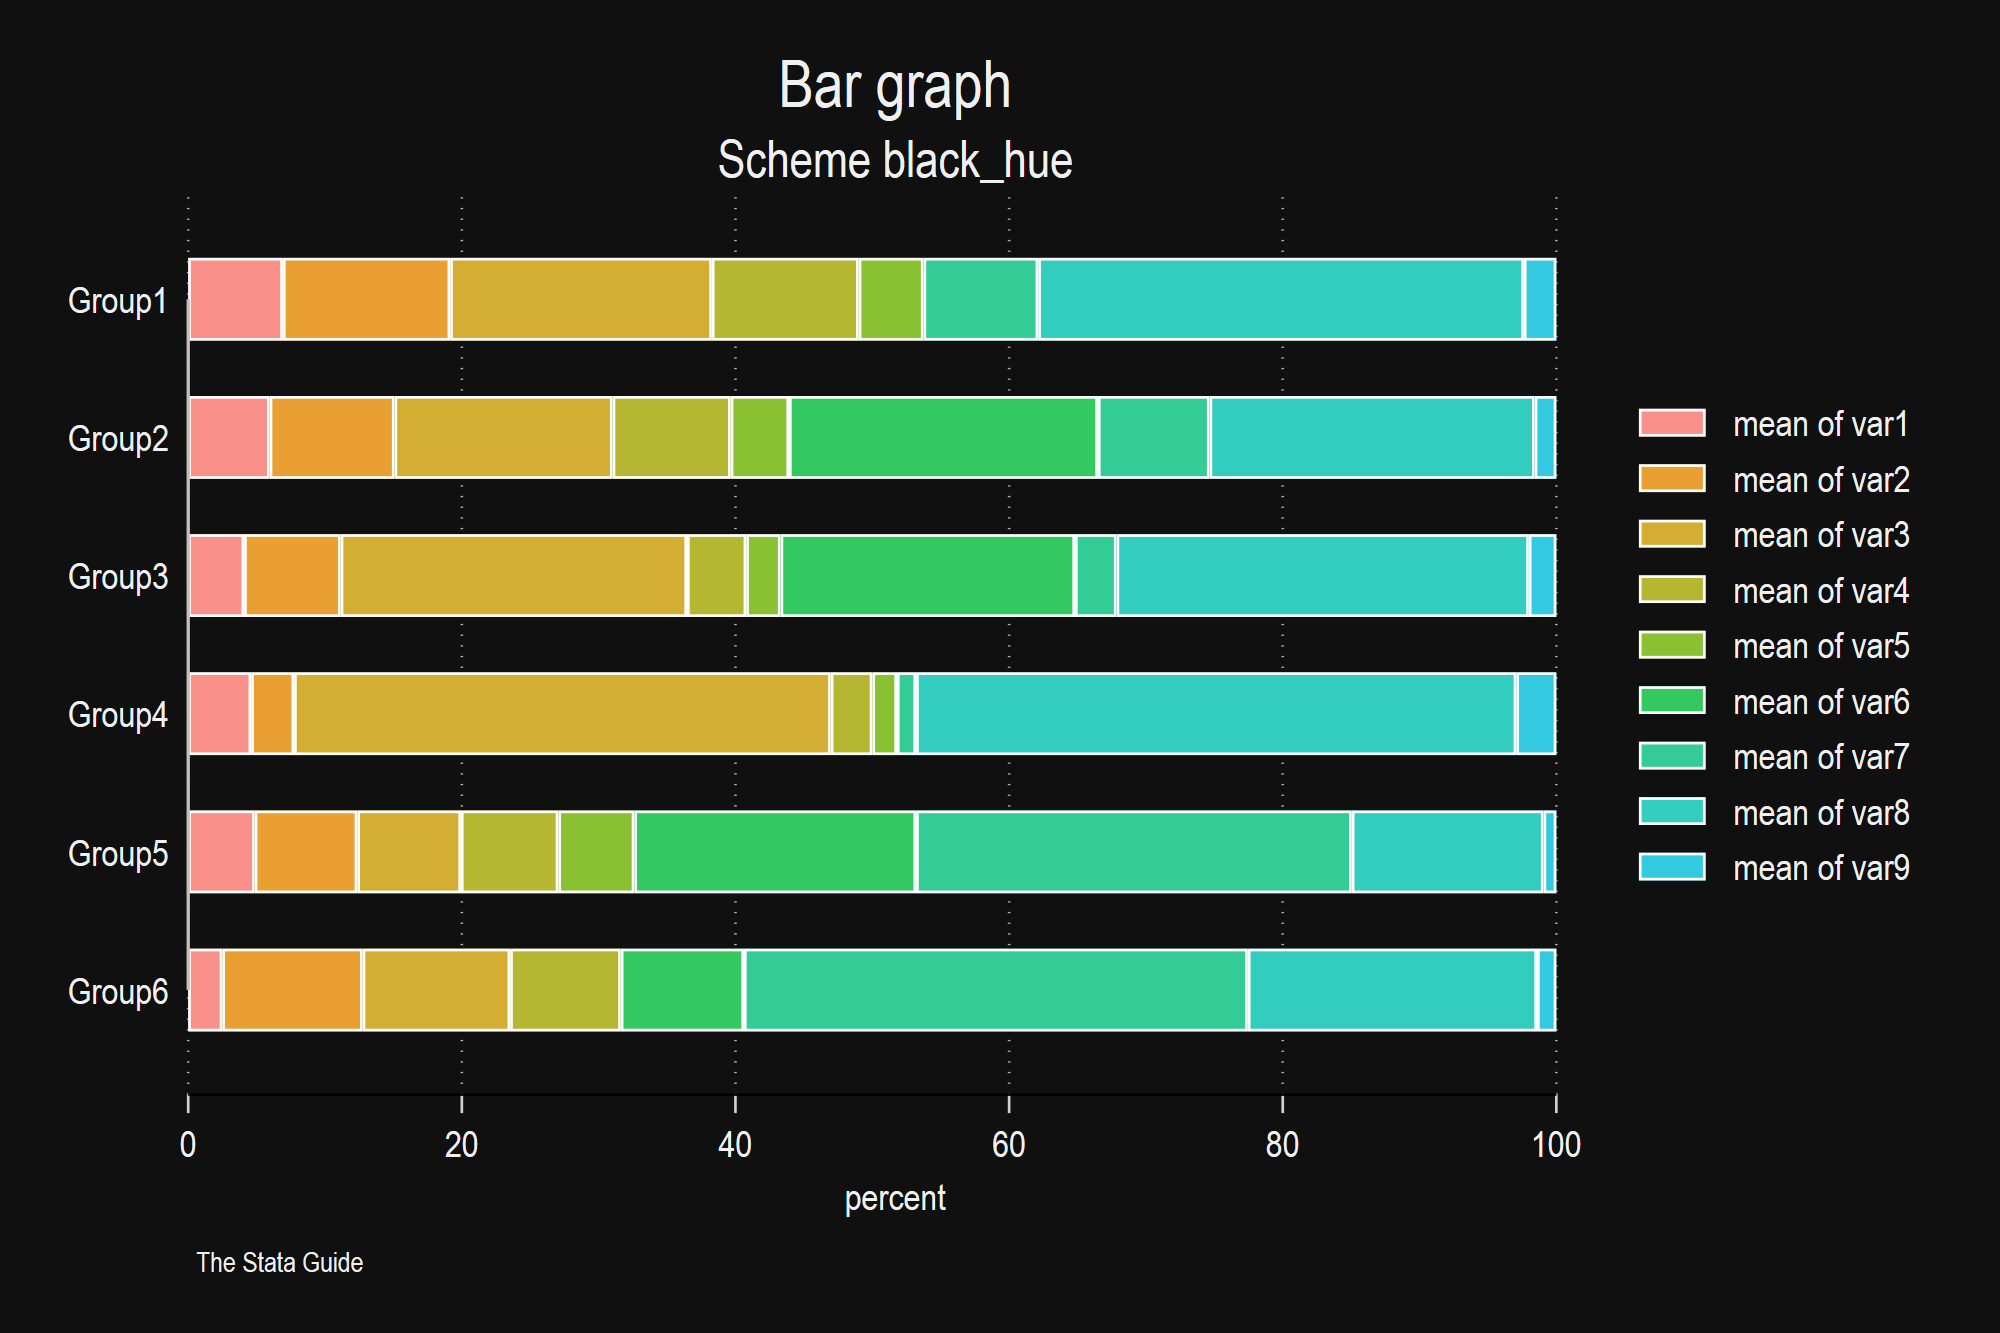 Bar graph
Scheme black_hue
Group1
Group2
Group3
Group4
Group5
Group6
mean of var1
mean of var2
mean of var3
mean of var4
mean of var5
mean of var6
mean of var7
mean of var8
mean of var9
0 20 40 60 80 100
percent
The Stata Guide